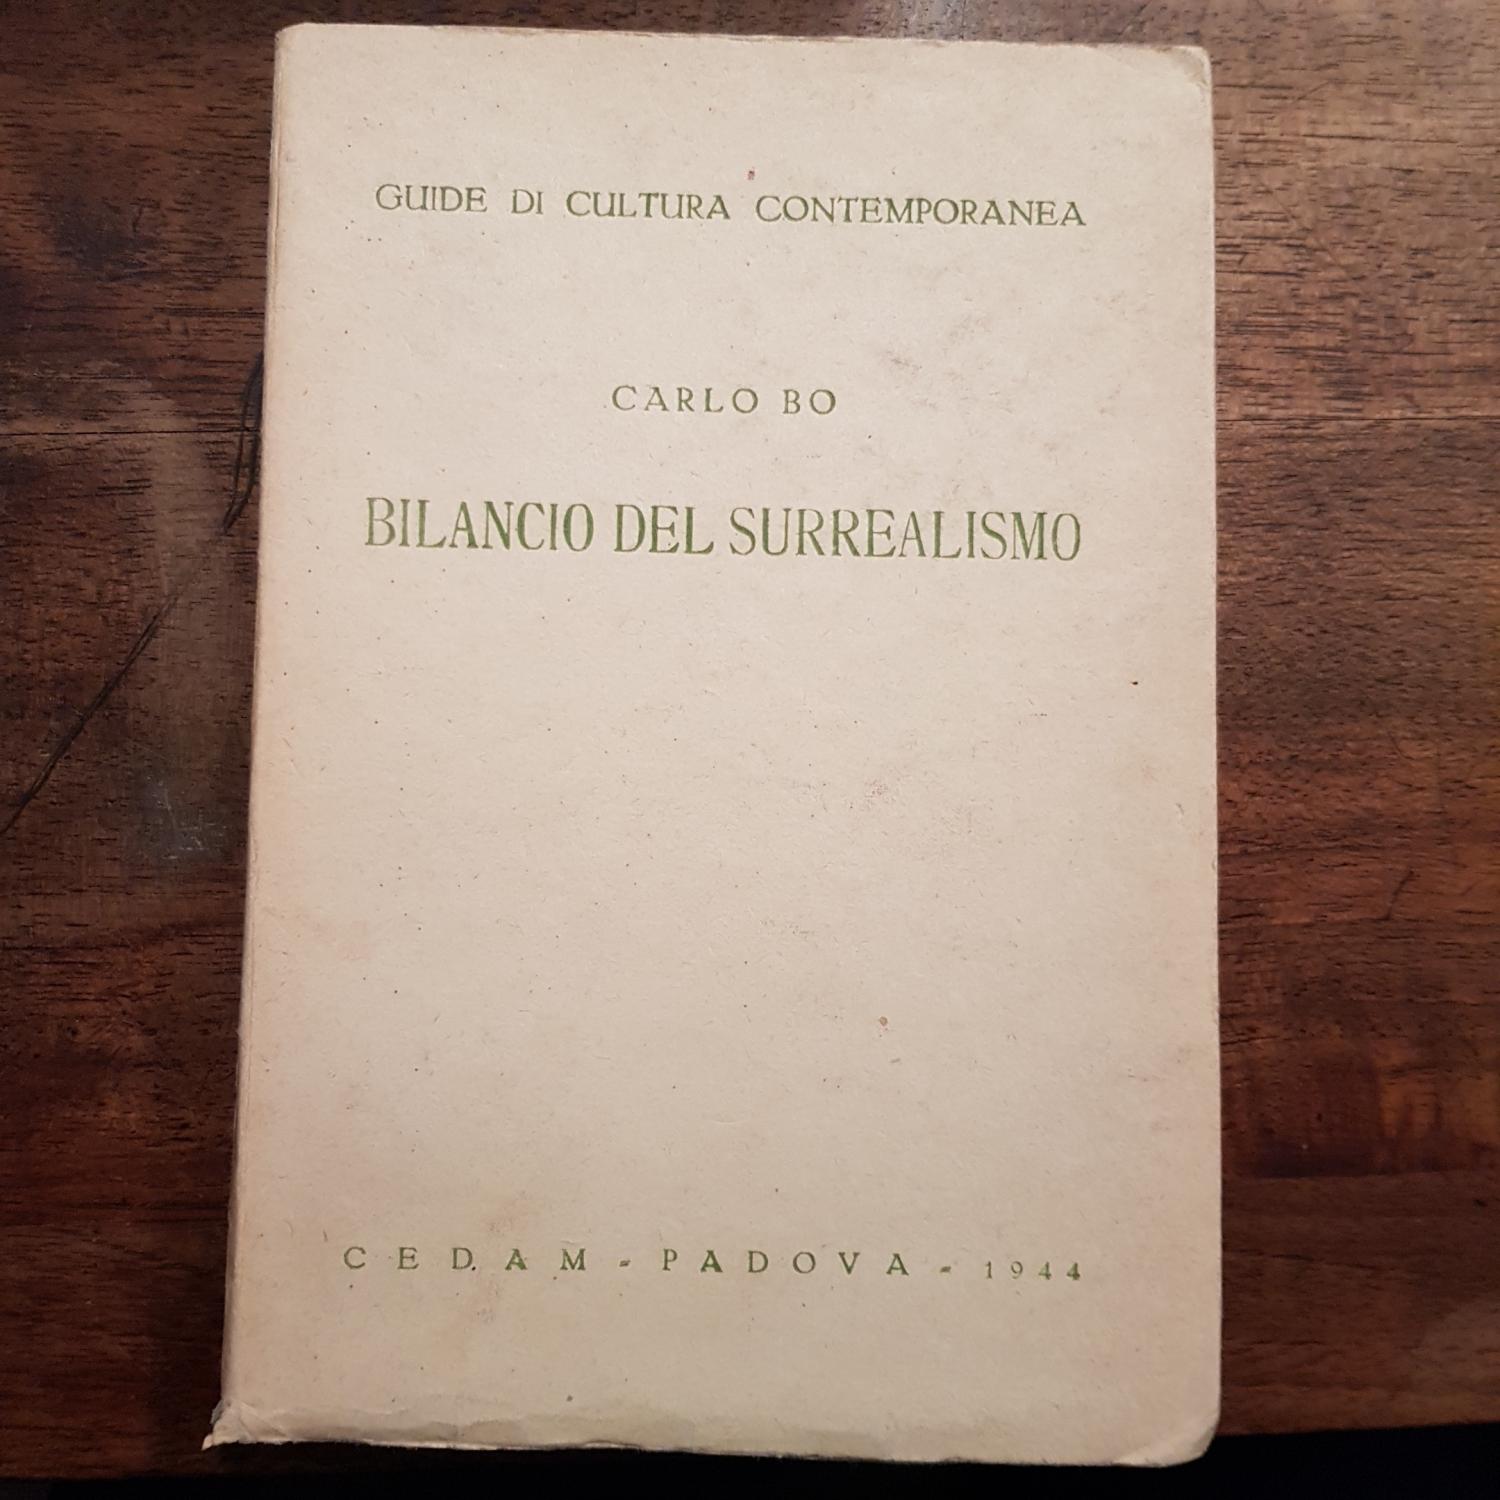 GUIDE DI CULTURA CONTEMPORANEA
CARLO BO
BILANCIO DEL SURREALISMO
CEDAM - PADOVA - 1944